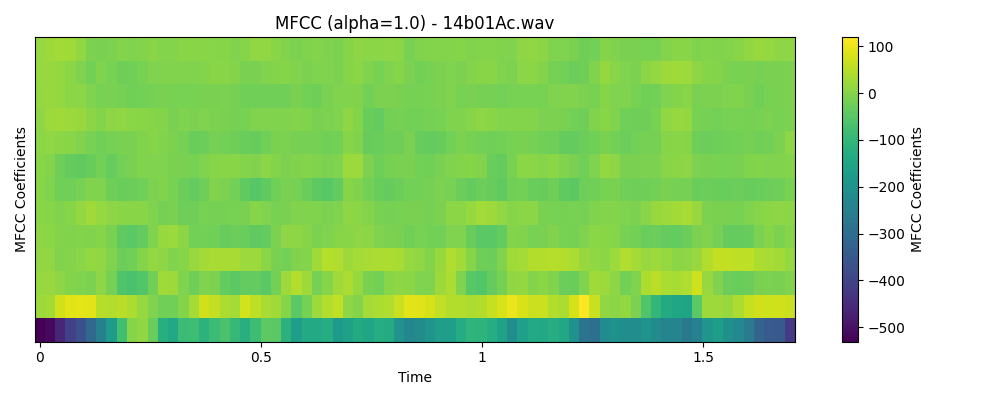 MFCC (alpha=1.0) - 14b01Ac.wav
MFCC Coefficients
0
0.5
1
1.5
Time
100
0
−100
−200
−300
−400
−500
MFCC Coefficients